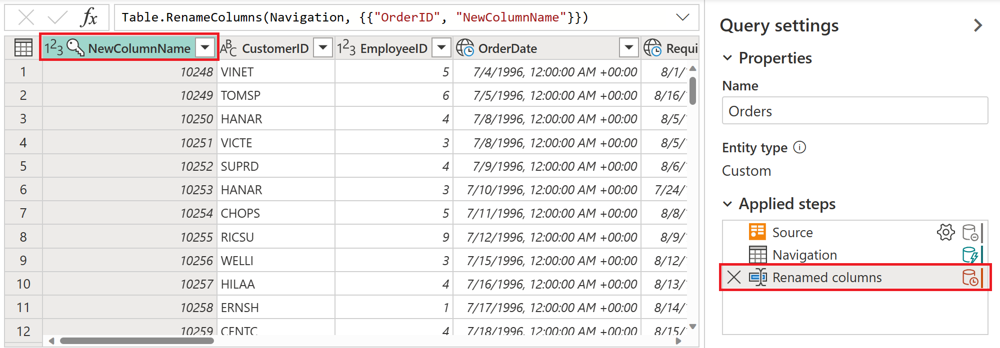 fx Table.RenameColumns(Navigation, {{"OrderID", "NewColumnName"}})
123 NewColumnName ABC CustomerID 123 EmployeeID OrderDate Requi
1 10248 VINET 5 7/4/1996, 12:00:00 AM +00:00 8/1/
2 10249 TOMSP 6 7/5/1996, 12:00:00 AM +00:00 8/16/
3 10250 HANAR 4 7/8/1996, 12:00:00 AM +00:00 8/5/
4 10251 VICTE 3 7/8/1996, 12:00:00 AM +00:00 8/5/
5 10252 SUPRD 4 7/9/1996, 12:00:00 AM +00:00 8/6/
6 10253 HANAR 3 7/10/1996, 12:00:00 AM +00:00 7/24/
7 10254 CHOPS 5 7/11/1996, 12:00:00 AM +00:00 8/8/
8 10255 RICSU 9 7/12/1996, 12:00:00 AM +00:00 8/9/
9 10256 WELLI 3 7/15/1996, 12:00:00 AM +00:00 8/12/
10 10257 HILAA 4 7/16/1996, 12:00:00 AM +00:00 8/13/
11 10258 ERNSH 1 7/17/1996, 12:00:00 AM +00:00 8/14/
12 10259 CENTC 4 7/18/1996, 12:00:00 AM +00:00 8/15/
Query settings
Properties
Name
Orders
Entity type
Custom
Applied steps
Source
Navigation
Renamed columns